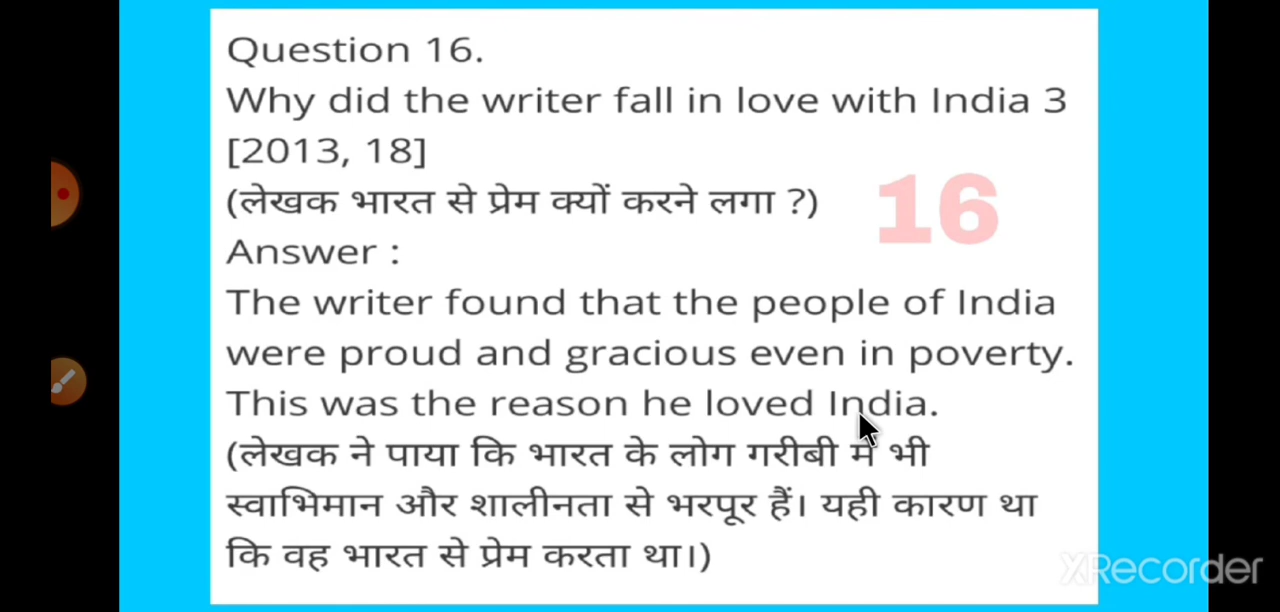 Question 16.
Why did the writer fall in love with India 3
[2013, 18]
(लेखक भारत से प्रेम क्यों करने लगा ?)
16
Answer :
The writer found that the people of India
were proud and gracious even in poverty.
This was the reason he loved India.
(लेखक ने पाया कि भारत के लोग गरीबी में भी
स्वाभिमान और शालीनता से भरपूर हैं। यही कारण था
कि वह भारत से प्रेम करता था।)
XRecorder